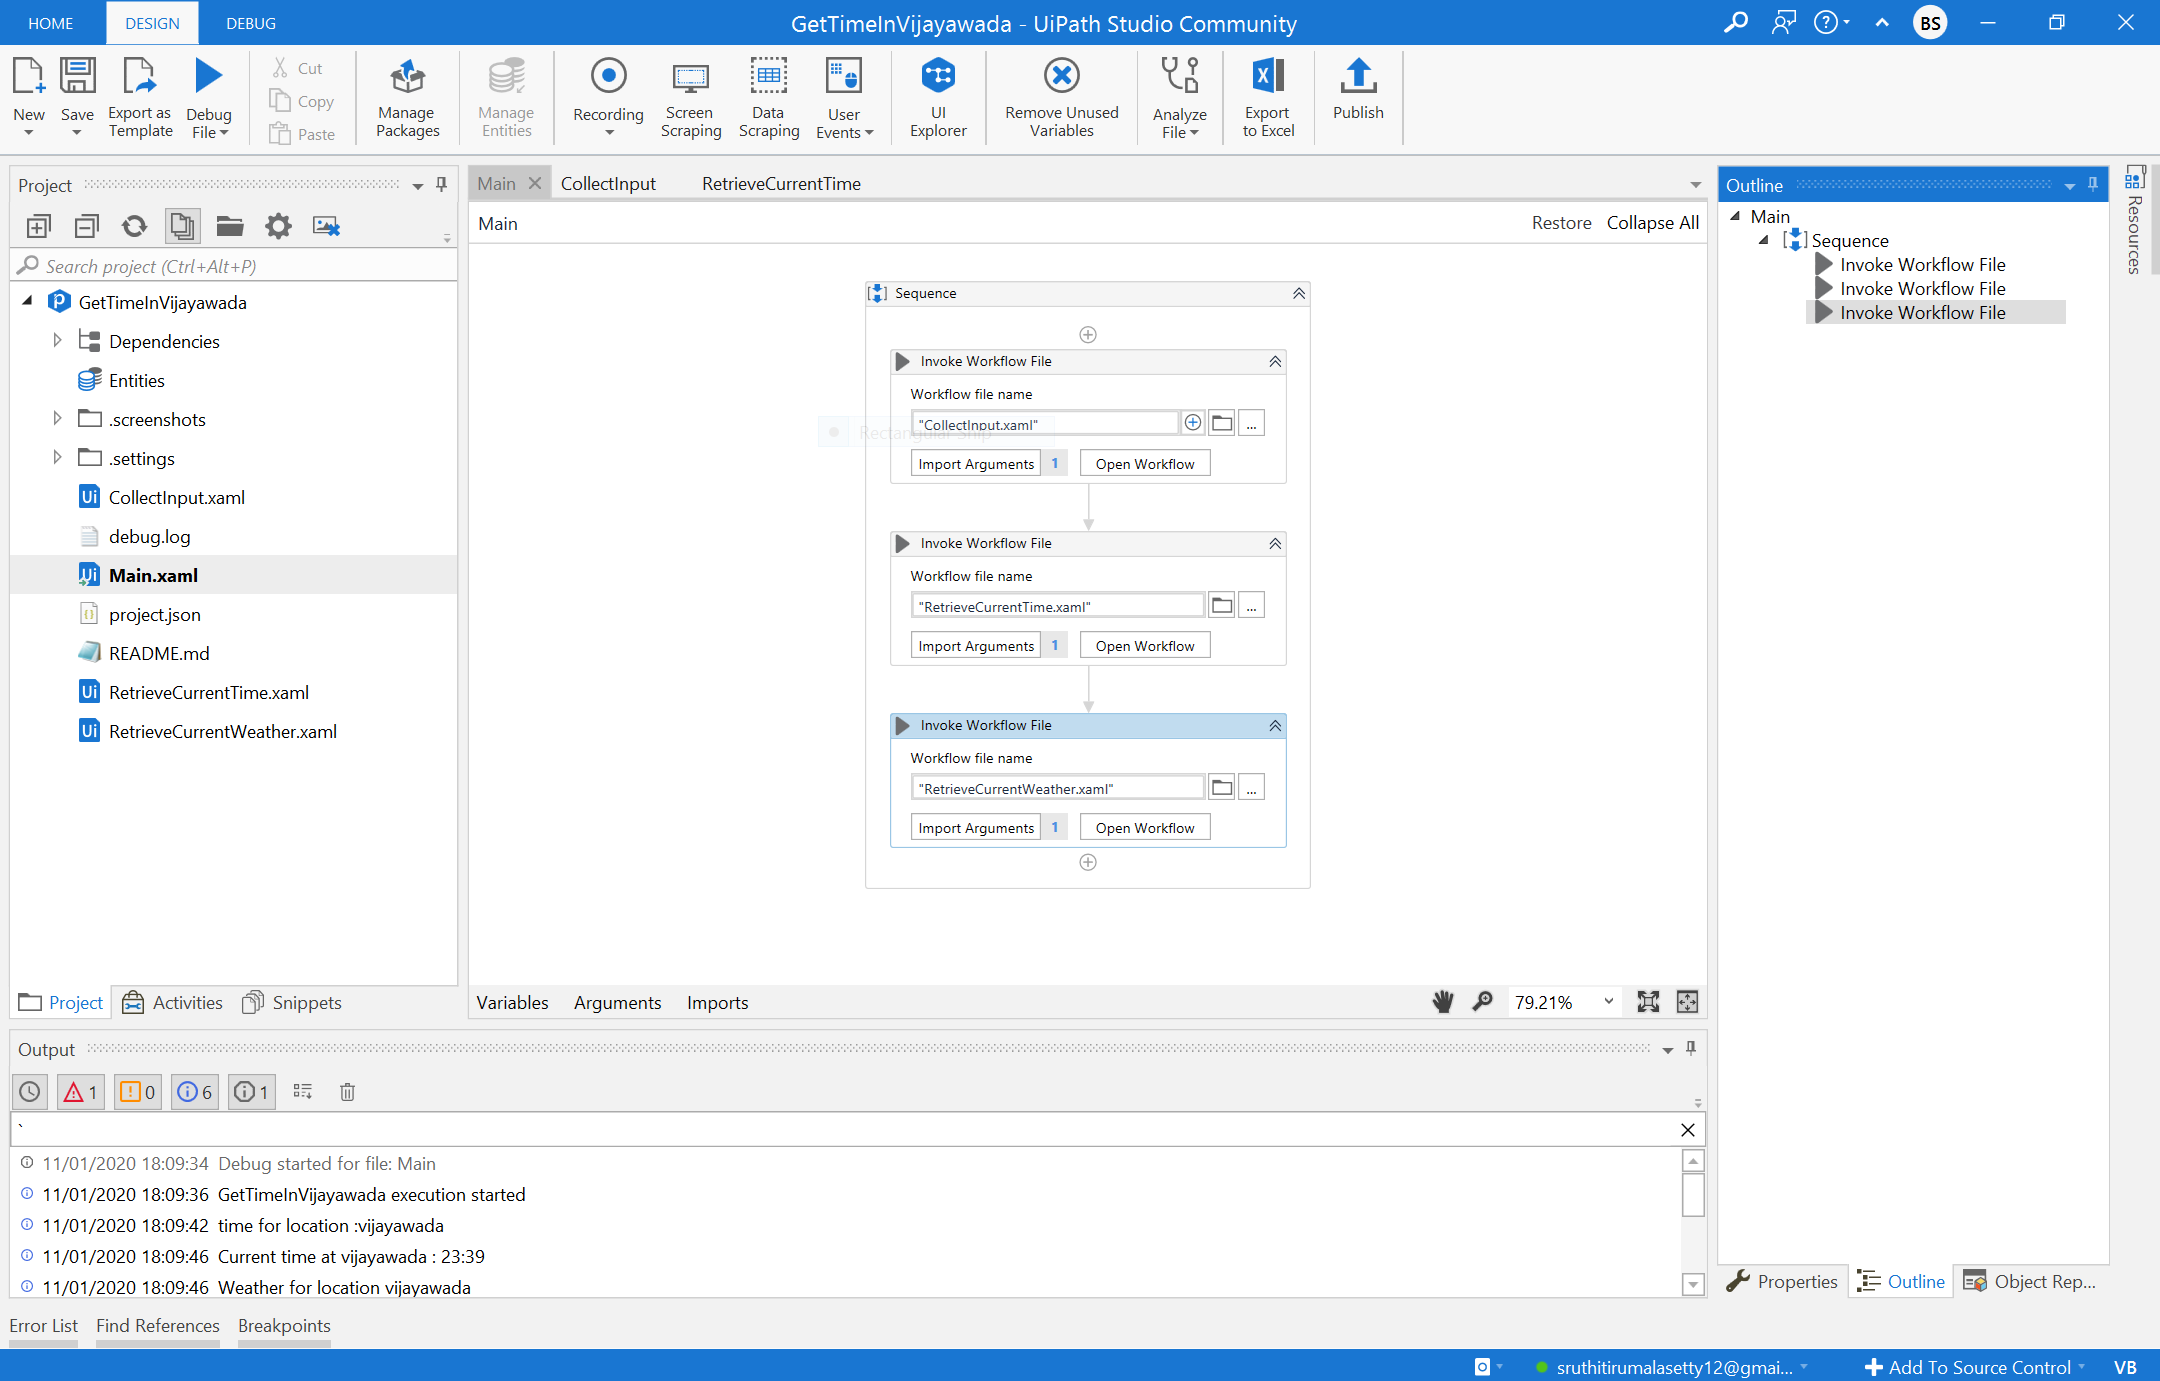 HOME DESIGN DEBUG GetTimeInVijayawada - UiPath Studio Community BS
New Save Export as Template Debug File Cut Copy Paste Manage Packages Manage Entities Recording Screen Scraping Data Scraping User Events UI Explorer Remove Unused Variables Analyze File Export to Excel Publish
Project
Search project (Ctrl+Alt+P)
GetTimeInVijayawada
Dependencies
Entities
.screenshots
.settings
CollectInput.xaml
debug.log
Main.xaml
project.json
README.md
RetrieveCurrentTime.xaml
RetrieveCurrentWeather.xaml
Project Activities Snippets
Main CollectInput RetrieveCurrentTime
Main Restore Collapse All
Sequence
Invoke Workflow File
Workflow file name
"CollectInput.xaml" ...
Rectangular Snip
Import Arguments 1 Open Workflow
Invoke Workflow File
Workflow file name
"RetrieveCurrentTime.xaml" ...
Import Arguments 1 Open Workflow
Invoke Workflow File
Workflow file name
"RetrieveCurrentWeather.xaml" ...
Import Arguments 1 Open Workflow
Variables Arguments Imports 79.21%
Outline
Main
Sequence
Invoke Workflow File
Invoke Workflow File
Invoke Workflow File
Resources
Properties Outline Object Rep...
Output
1 0 6 1
`
11/01/2020 18:09:34 Debug started for file: Main
11/01/2020 18:09:36 GetTimeInVijayawada execution started
11/01/2020 18:09:42 time for location :vijayawada
11/01/2020 18:09:46 Current time at vijayawada : 23:39
11/01/2020 18:09:46 Weather for location vijayawada
Error List Find References Breakpoints
sruthitirumalasetty12@gmai... Add To Source Control VB